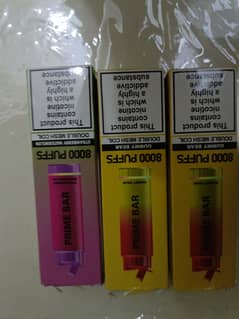 This product
contains
nicotine
which is
a highly
addictive
substance
DOUBLE MESH COIL
GUMMY BEAR
8000 PUFFS
PRIME BAR
This product
contains
nicotine
which is
a highly
addictive
substance
DOUBLE MESH COIL
GUMMY BEAR
8000 PUFFS
PRIME BAR
This product
contains
nicotine
which is
a highly
addictive
substance
DOUBLE MESH COIL
STRAWBERRY WATERMELON
8000 PUFFS
PRIME BAR